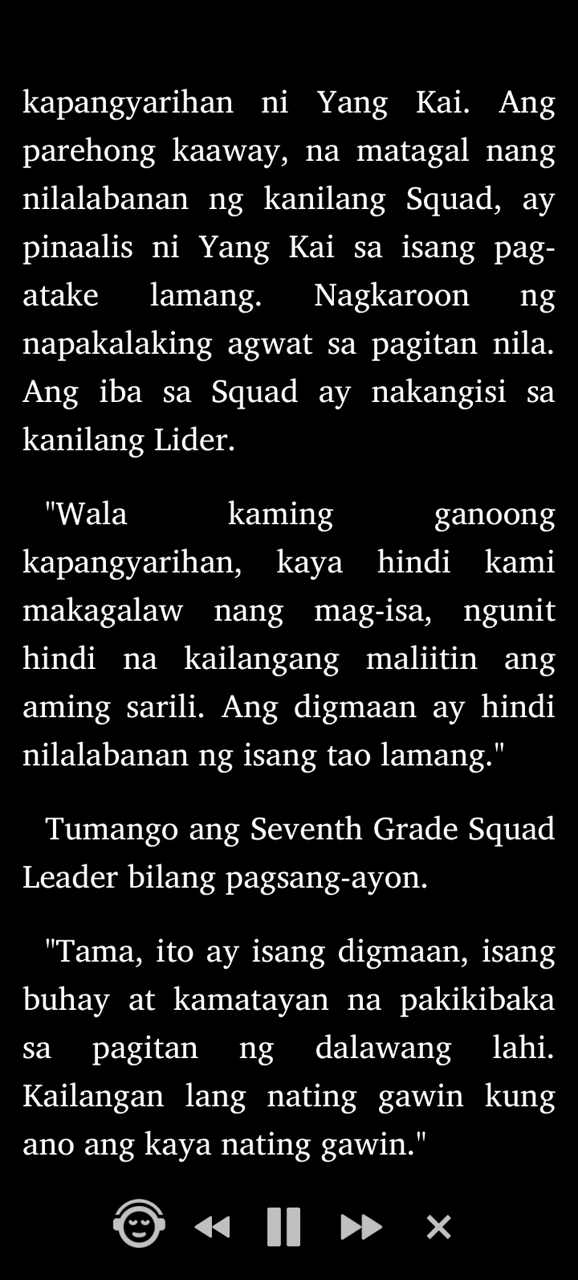 kapangyarihan ni Yang Kai. Ang
parehong kaaway, na matagal nang
nilalabanan ng kanilang Squad, ay
pinaalis ni Yang Kai sa isang pag-
atake lamang. Nagkaroon ng
napakalaking agwat sa pagitan nila.
Ang iba sa Squad ay nakangisi sa
kanilang Lider.
"Wala kaming ganoong
kapangyarihan, kaya hindi kami
makagalaw nang mag-isa, ngunit
hindi na kailangang maliitin ang
aming sarili. Ang digmaan ay hindi
nilalabanan ng isang tao lamang."
Tumango ang Seventh Grade Squad
Leader bilang pagsang-ayon.
"Tama, ito ay isang digmaan, isang
buhay at kamatayan na pakikibaka
sa pagitan ng dalawang lahi.
Kailangan lang nating gawin kung
ano ang kaya nating gawin."